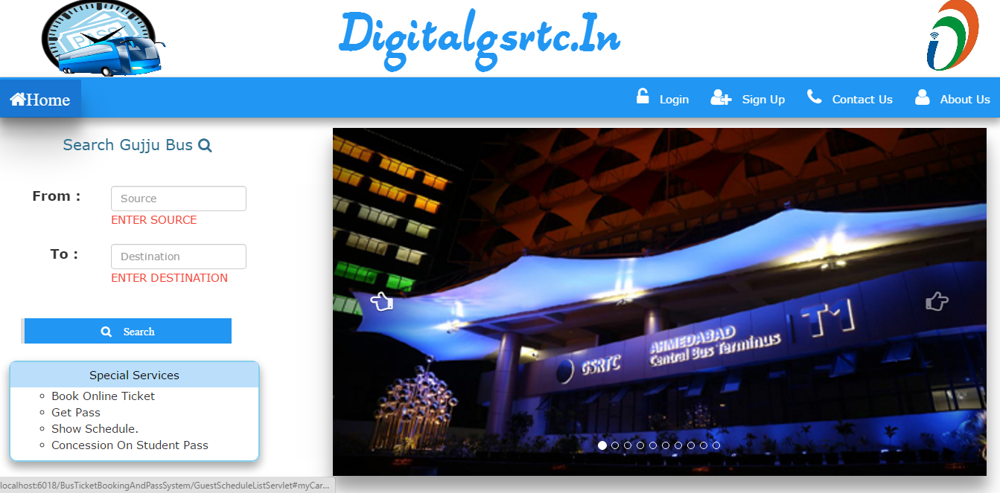 PASS
Digitalgsrtc.In
Home
Login
Sign Up
Contact Us
About Us
Search Gujju Bus
From :
Source
ENTER SOURCE
To :
Destination
ENTER DESTINATION
Search
Special Services
Book Online Ticket
Get Pass
Show Schedule.
Concession On Student Pass
GSRTC
AHMEDABAD
Central Bus Terminus
T1
localhost:6018/BusTicketBookingAndPassSystem/GuestScheduleListServlet#myCar...